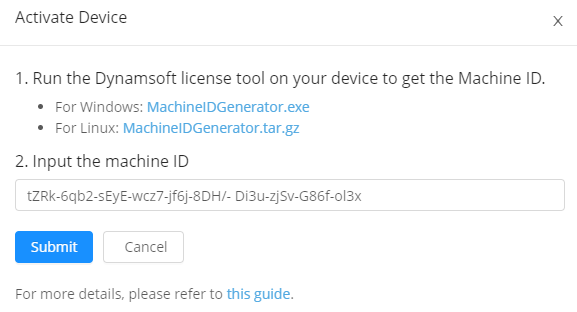 Activate Device
x
1. Run the Dynamsoft license tool on your device to get the Machine ID.
• For Windows: MachineIDGenerator.exe
• For Linux: MachineIDGenerator.tar.gz
2. Input the machine ID
tZRk-6qb2-sEyE-wcz7-jf6j-8DH/- Di3u-zjSv-G86f-ol3x
Submit Cancel
For more details, please refer to this guide.